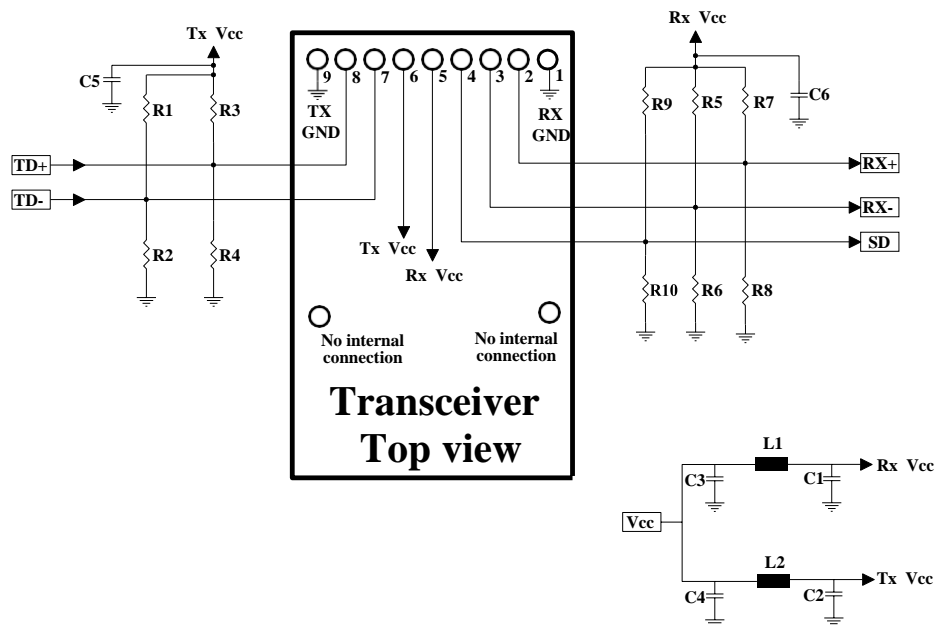 Tx Vcc
Rx Vcc
C5
C6
R1
R3
9 8 7 6 5 4 3 2 1
TX
GND
RX
GND
R9
R5
R7
TD+
TD-
RX+
RX-
SD
R2
R4
Tx Vcc
Rx Vcc
R10
R6
R8
No internal
connection
No internal
connection
Transceiver
Top view
L1
C3
C1
Rx Vcc
Vcc
L2
C4
C2
Tx Vcc